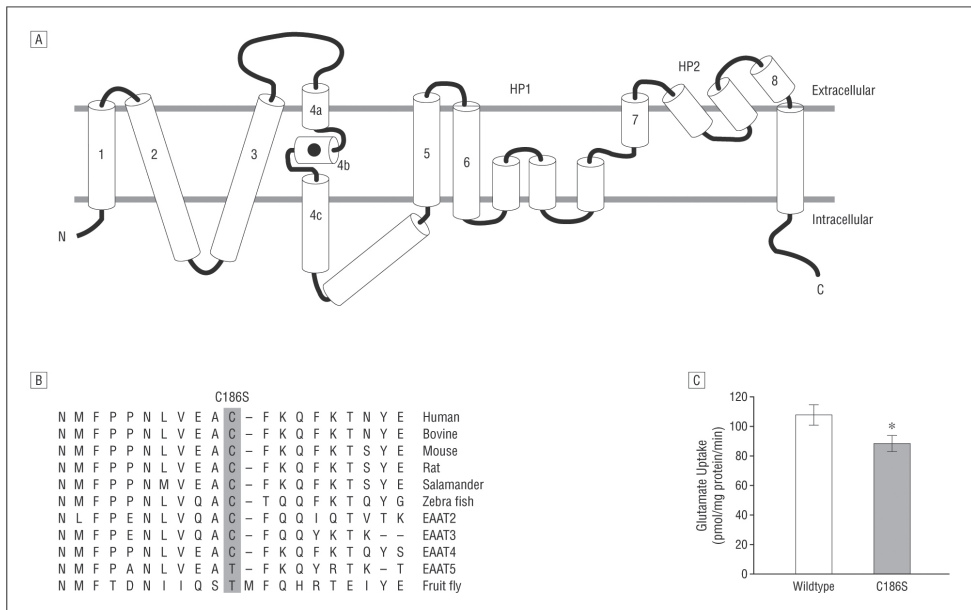 A
HP1
HP2
Extracellular
Intracellular
N
1
2
3
4a
4b
4c
5
6
7
8
C
B
C186S
N M F P P N L V E A C – F K Q F K T N Y E Human
N M F P P N L V E A C – F K Q F K T N Y E Bovine
N M F P P N L V E A C – F K Q F K T S Y E Mouse
N M F P P N L V E A C – F K Q F K T S Y E Rat
N M F P P N M V E A C – F K Q F K T S Y E Salamander
N M F P P N L V Q A C – T Q Q F K T Q Y G Zebra fish
N L F P E N L V Q A C – F Q Q I Q T V T K EAAT2
N M F P E N L V Q A C – F Q Q Y K T K – – EAAT3
N M F P P N L V E A C – F K Q F K T Q Y S EAAT4
N M F P A N L V E A T – F K Q Y R T K – T EAAT5
N M F T D N I I Q S T M F Q H R T E I Y E Fruit fly
C
Glutamate Uptake
(pmol/mg protein/min)
120
100
80
60
40
20
0
*
Wildtype
C186S